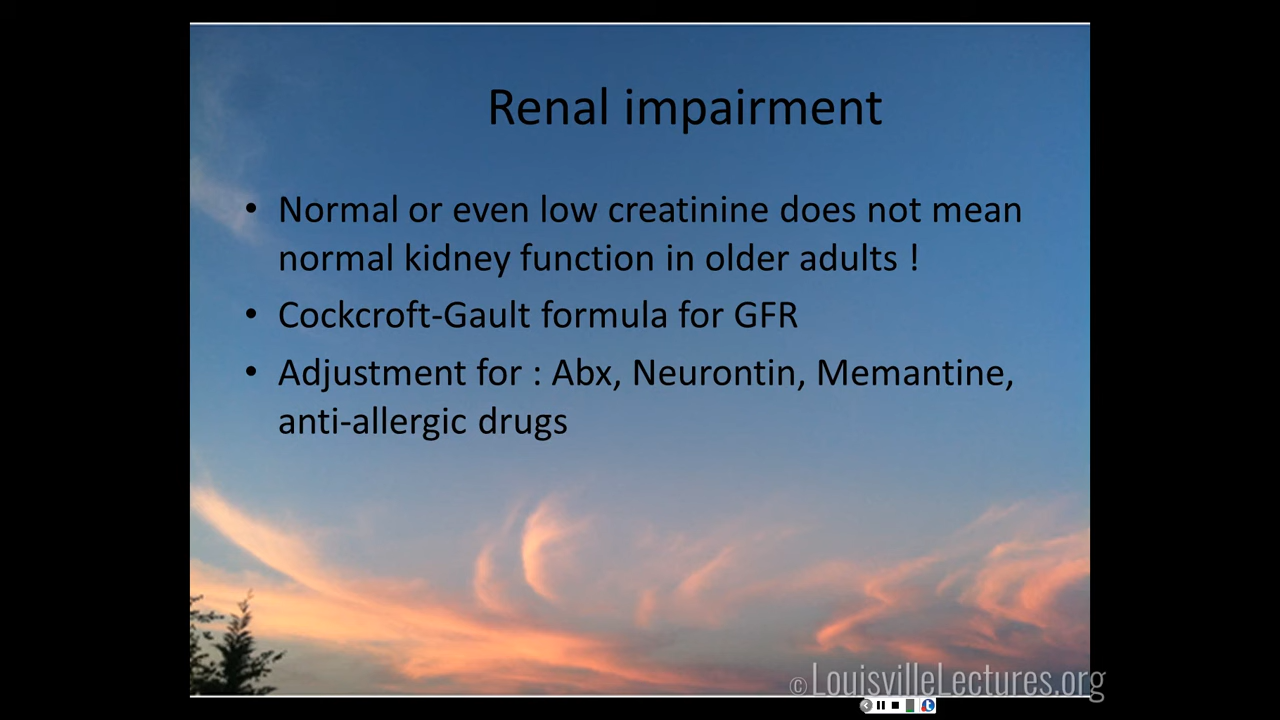 Renal impairment
• Normal or even low creatinine does not mean
normal kidney function in older adults !
• Cockcroft-Gault formula for GFR
• Adjustment for : Abx, Neurontin, Memantine,
anti-allergic drugs
© LouisvilleLectures.org